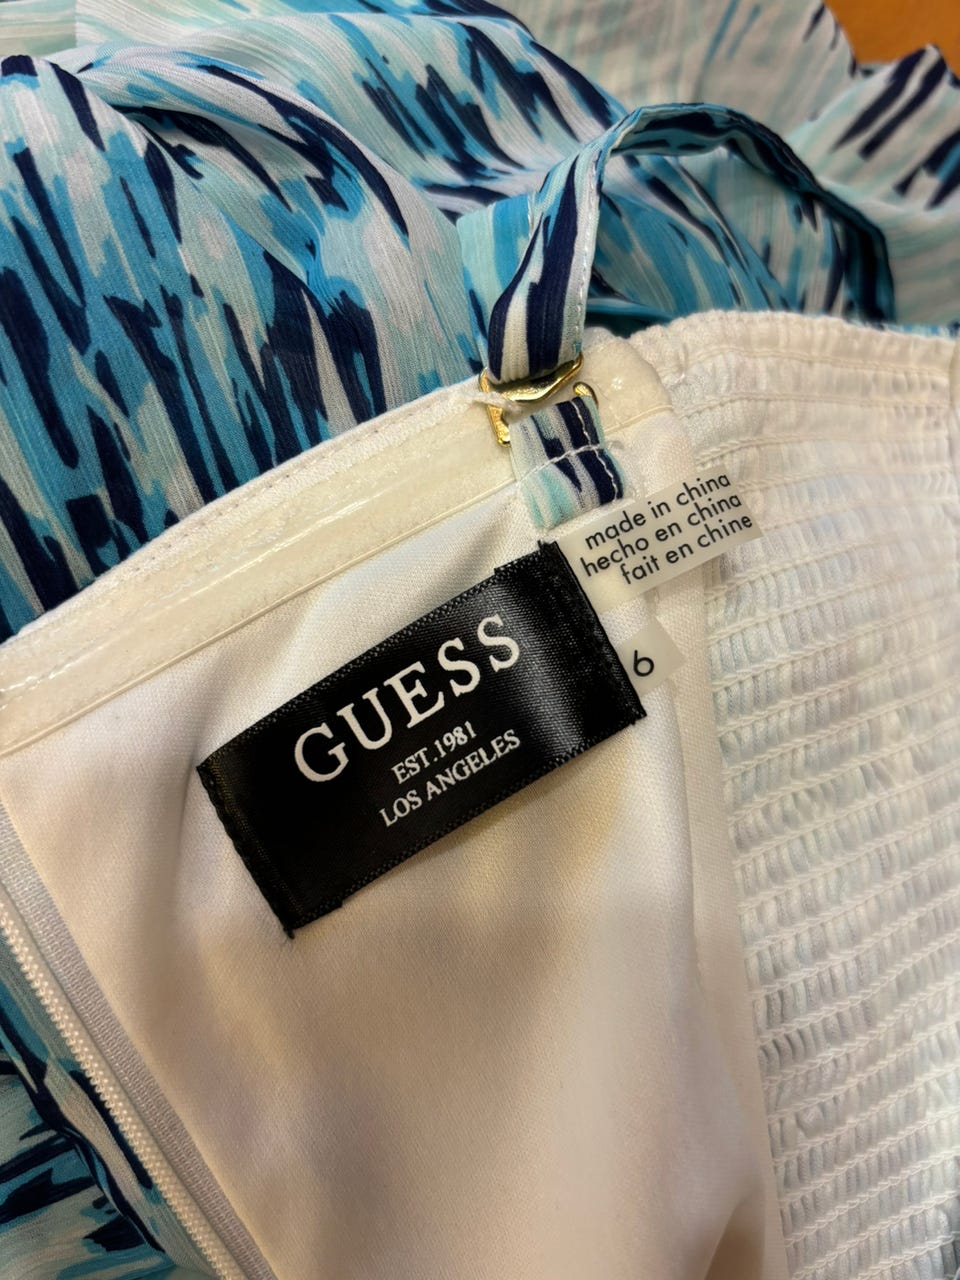 GUESS
EST.1981
LOS ANGELES
made in china
hecho en china
fait en chine
6